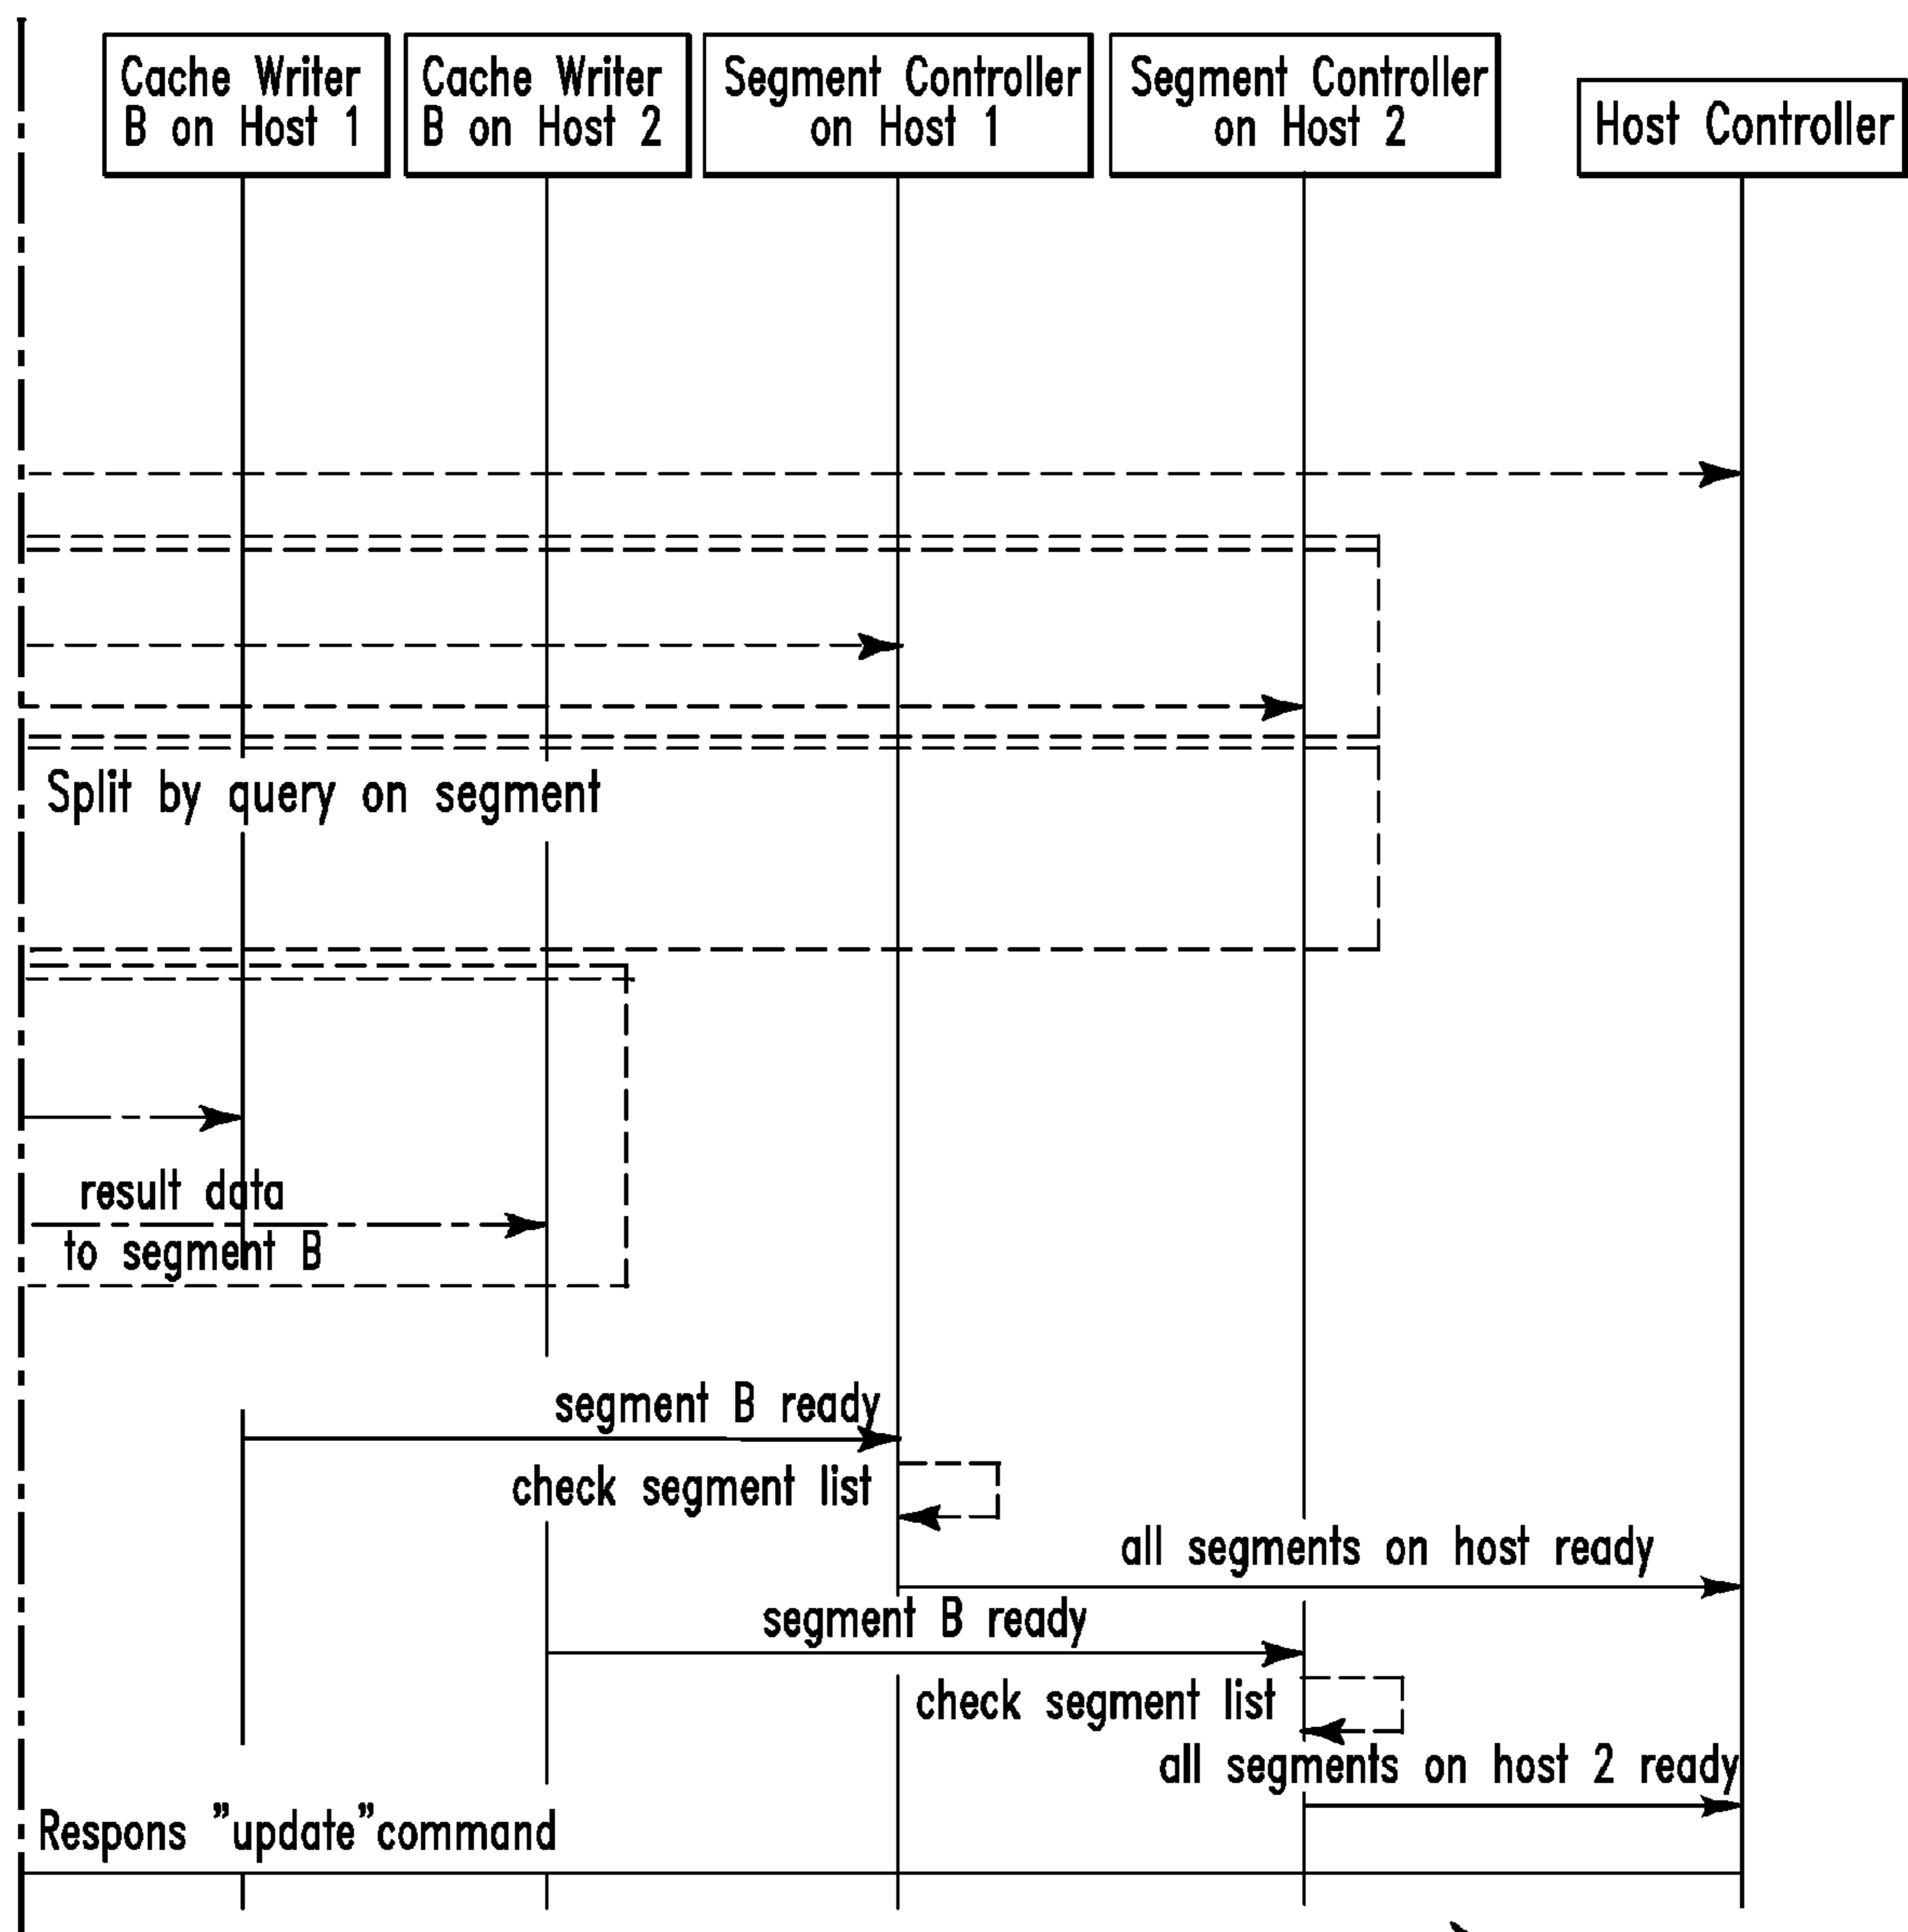 Cache Writer
B on Host 1
Cache Writer
B on Host 2
Segment Controller
on Host 1
Segment Controller
on Host 2
Host Controller
Split by query on segment
result data
to segment B
segment B ready
check segment list
all segments on host ready
segment B ready
check segment list
all segments on host 2 ready
Respons "update"command